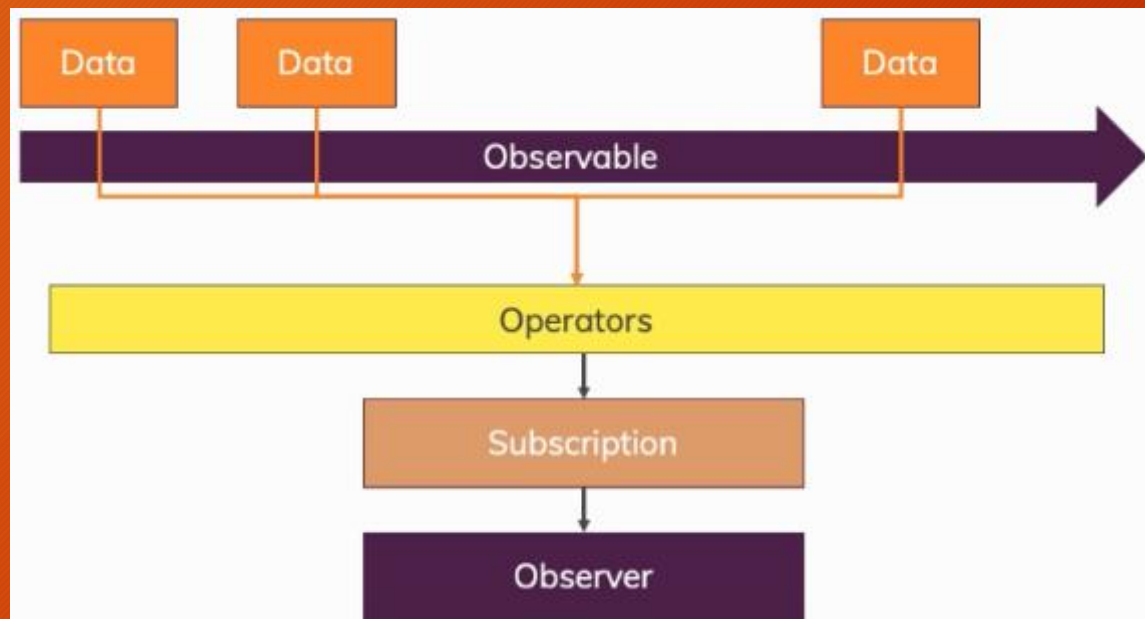 Data
Data
Data
Observable
Operators
Subscription
Observer